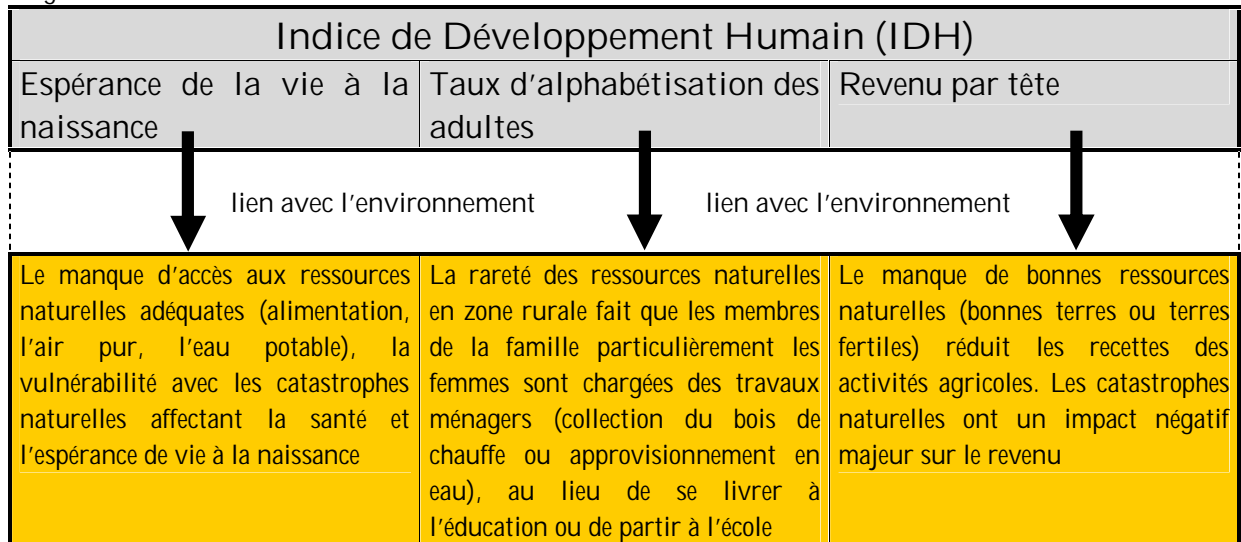 Indice de Développement Humain (IDH)
Espérance de la vie à la
naissance
Taux d'alphabétisation des
adultes
Revenu par tête
lien avec l'environnement
lien avec l'environnement
Le manque d'accès aux ressources
naturelles adéquates (alimentation,
l'air pur, l'eau potable), la
vulnérabilité avec les catastrophes
naturelles affectant la santé et
l'espérance de vie à la naissance
La rareté des ressources naturelles
en zone rurale fait que les membres
de la famille particulièrement les
femmes sont chargées des travaux
ménagers (collection du bois de
chauffe ou approvisionnement en
eau), au lieu de se livrer à
l'éducation ou de partir à l'école
Le manque de bonnes ressources
naturelles (bonnes terres ou terres
fertiles) réduit les recettes des
activités agricoles. Les catastrophes
naturelles ont un impact négatif
majeur sur le revenu